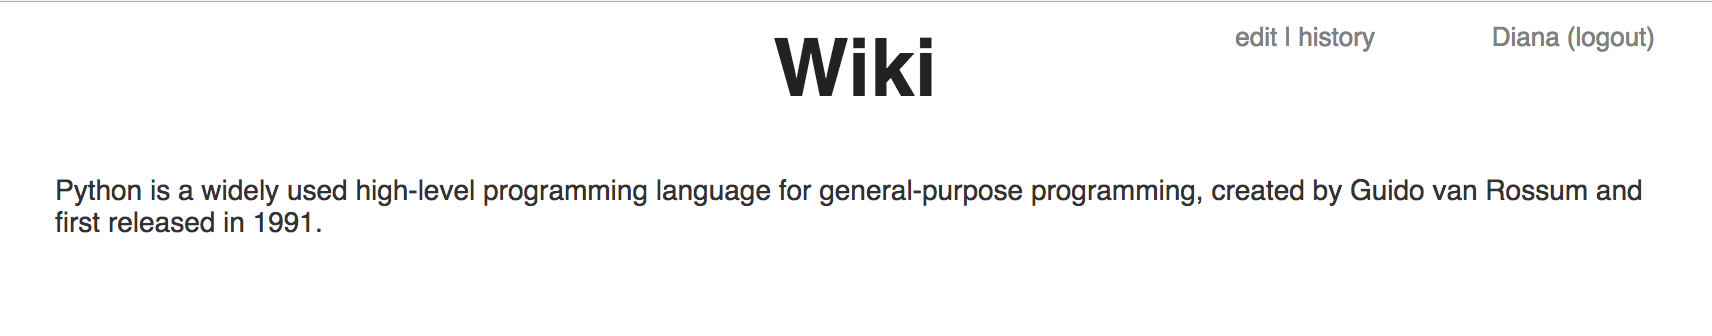 Wiki
edit | history
Diana (logout)
Python is a widely used high-level programming language for general-purpose programming, created by Guido van Rossum and
first released in 1991.